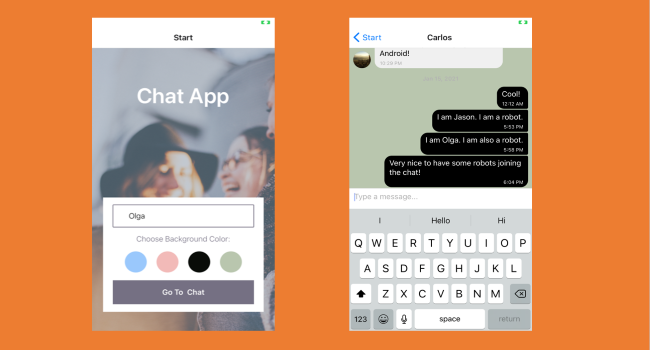 Start
Chat App
Olga
Choose Background Color:
Go To Chat
Start
Carlos
Android!
10:29 PM
Cool!
12:12 AM
I am Jason. I am a robot.
5:53 PM
I am Olga. I am also a robot.
5:58 PM
Very nice to have some robots joining
the chat!
6:04 PM
Type a message...
I Hello Hi
Q W E R T Y U I O P
A S D F G H J K L
Z X C V B N M
123 space return